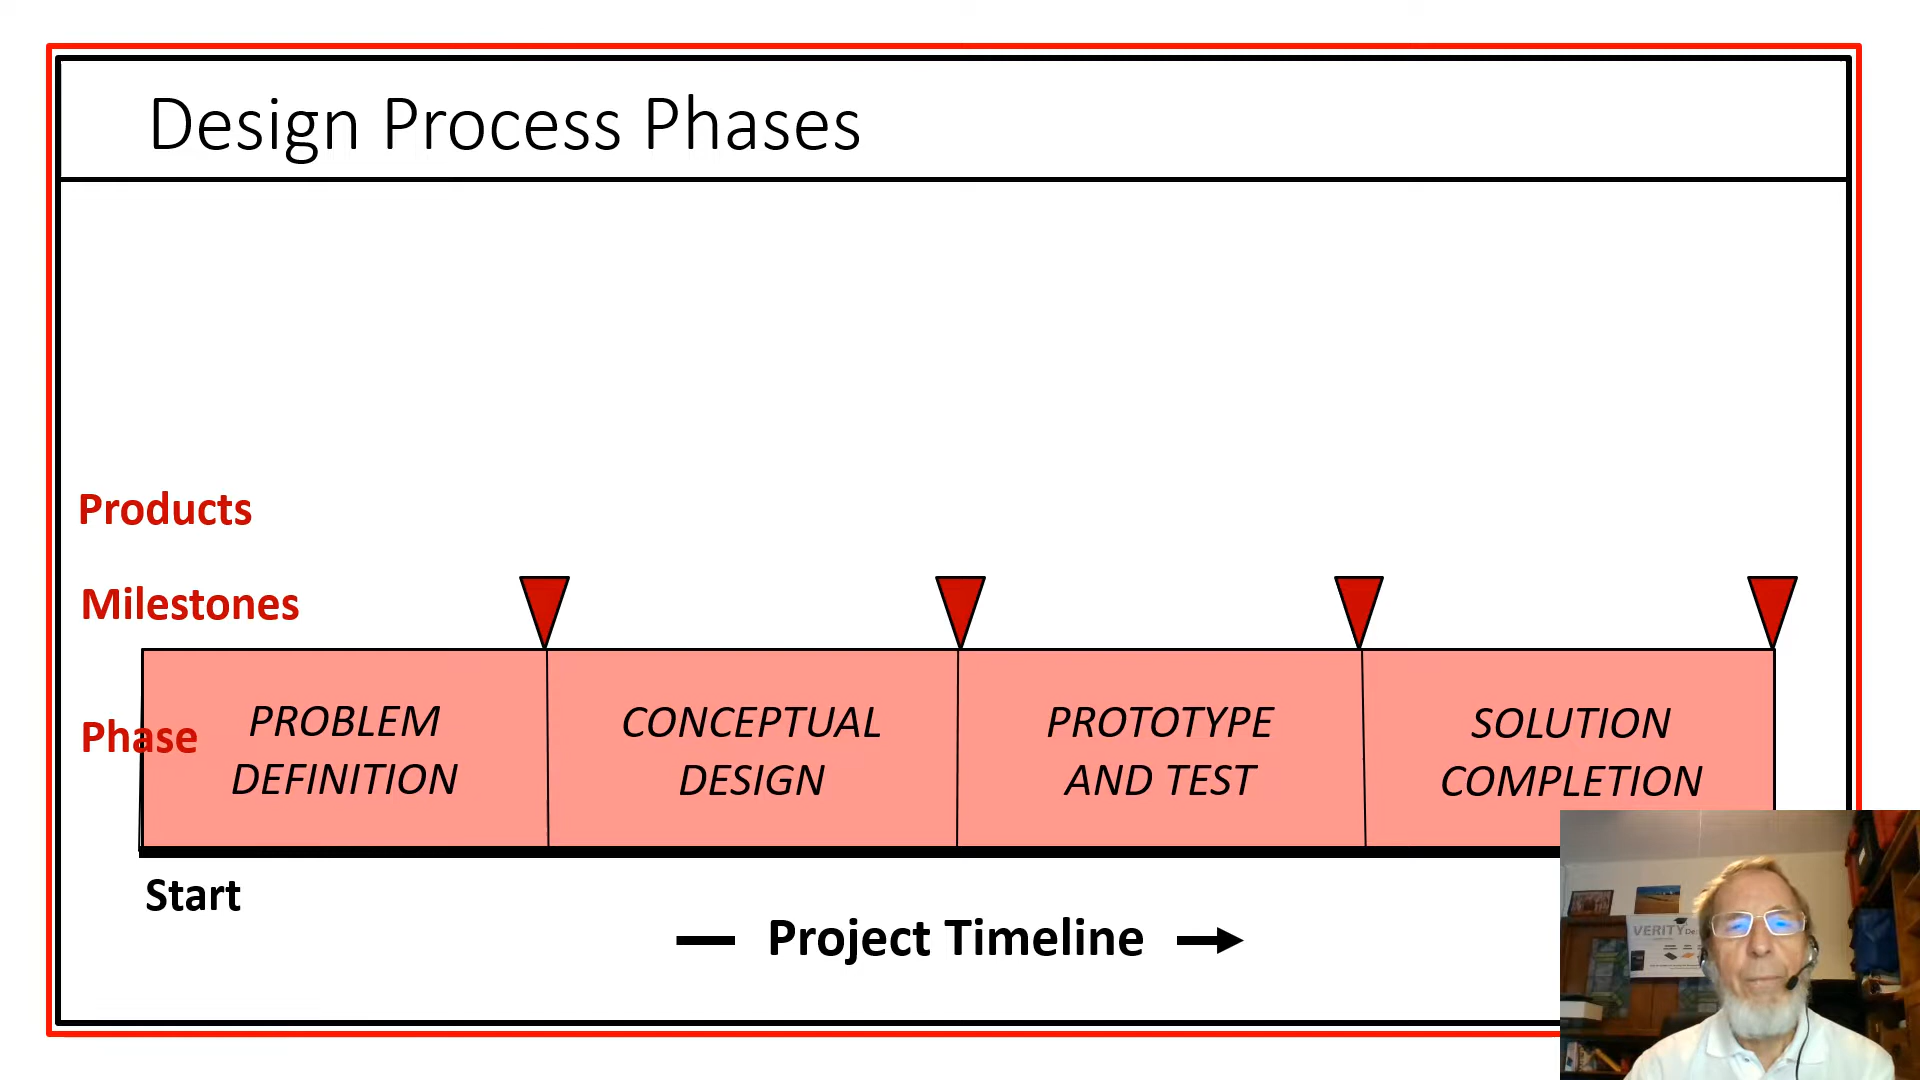 Design Process Phases
Products
Milestones
Phase
PROBLEM
DEFINITION
CONCEPTUAL
DESIGN
PROTOTYPE
AND TEST
SOLUTION
COMPLETION
Start
Project Timeline
VERITY